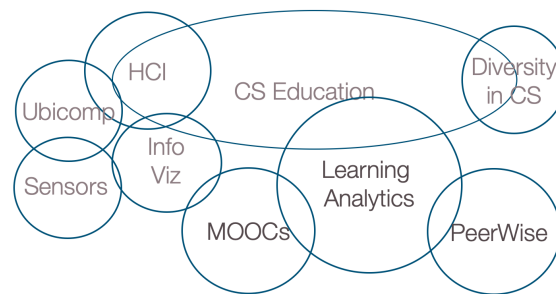 HCI
CS Education
Diversity
in CS
Ubicomp
Info
Viz
Sensors
Learning
Analytics
MOOCs
PeerWise